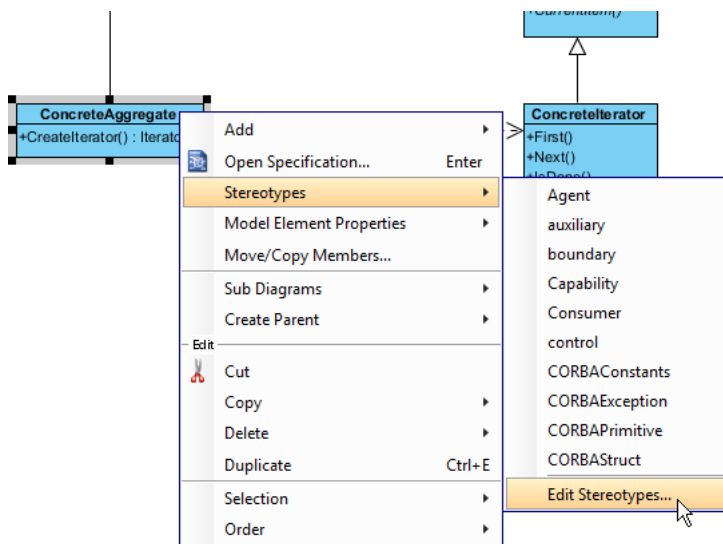 +CurrentItem()
ConcreteAggregate
+CreateIterator() : Iterato
ConcreteIterator
+First()
+Next()
+IsDone()
Add
Open Specification... Enter
Stereotypes
Model Element Properties
Move/Copy Members...
Sub Diagrams
Create Parent
Edit
Cut
Copy
Delete
Duplicate Ctrl+E
Selection
Order
Agent
auxiliary
boundary
Capability
Consumer
control
CORBAConstants
CORBAException
CORBAPrimitive
CORBAStruct
Edit Stereotypes...